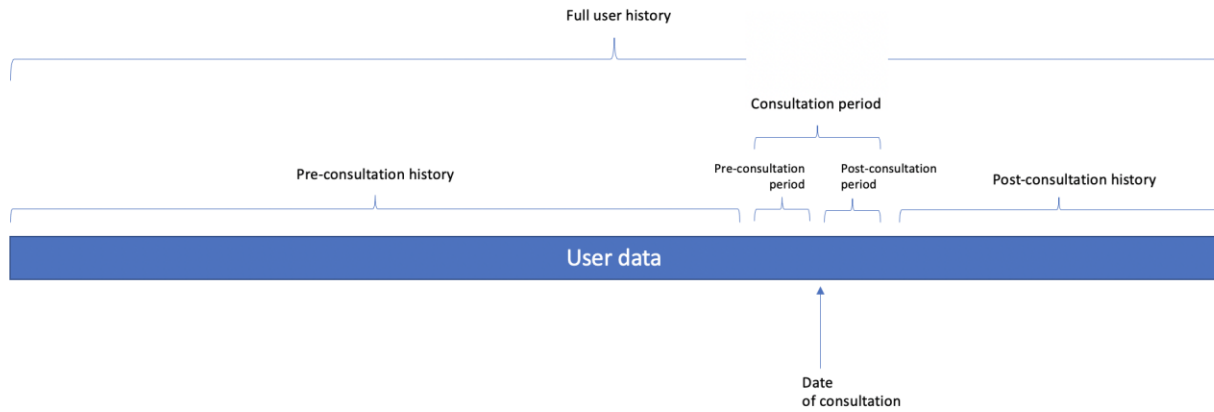 Full user history
Consultation period
Pre-consultation history
Pre-consultation
period
Post-consultation
period
Post-consultation history
User data
Date
of consultation